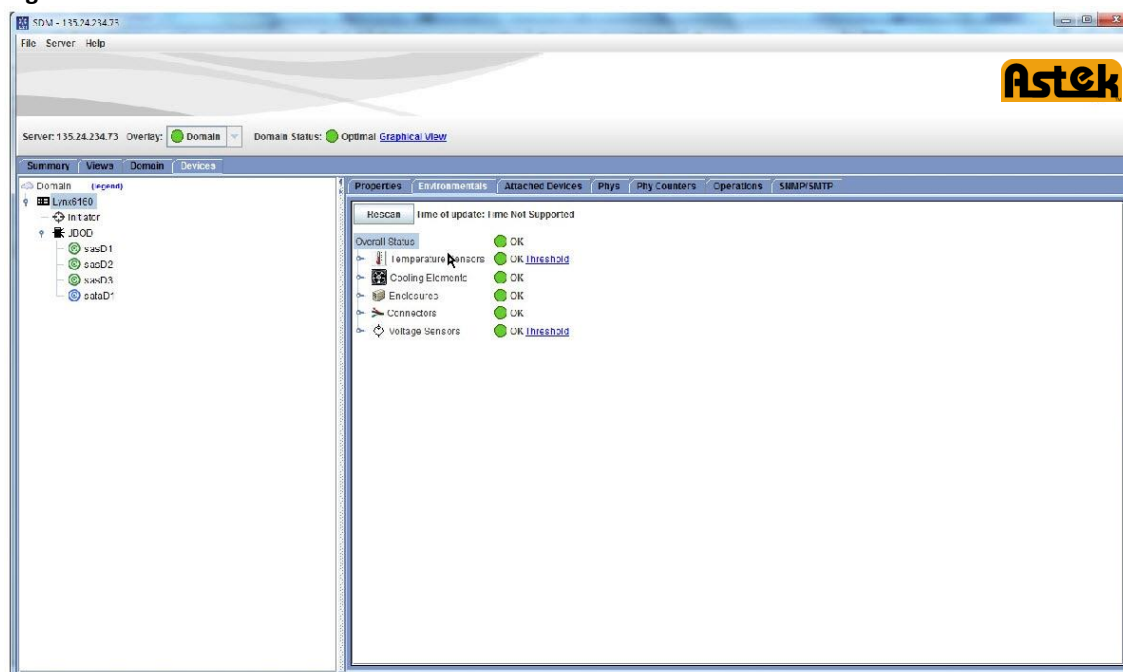 SDM - 135.24.234.73
File Server Help
Astek
Server: 135.24.234.73 Overlay: Domain Domain Status: Optimal Graphical View
Summary Views Domain Devices
Domain (legend)
Lynx6160
Initiator
JBOD
sasD1
sasD2
sasD3
sataD1
Properties Environmentals Attached Devices Phys Phy Counters Operations SNMP/SMTP
Rescan Time of update: Time Not Supported
Overall Status OK
Temperature Sensors OK Threshold
Cooling Elements OK
Enclosures OK
Connectors OK
Voltage Sensors OK Threshold